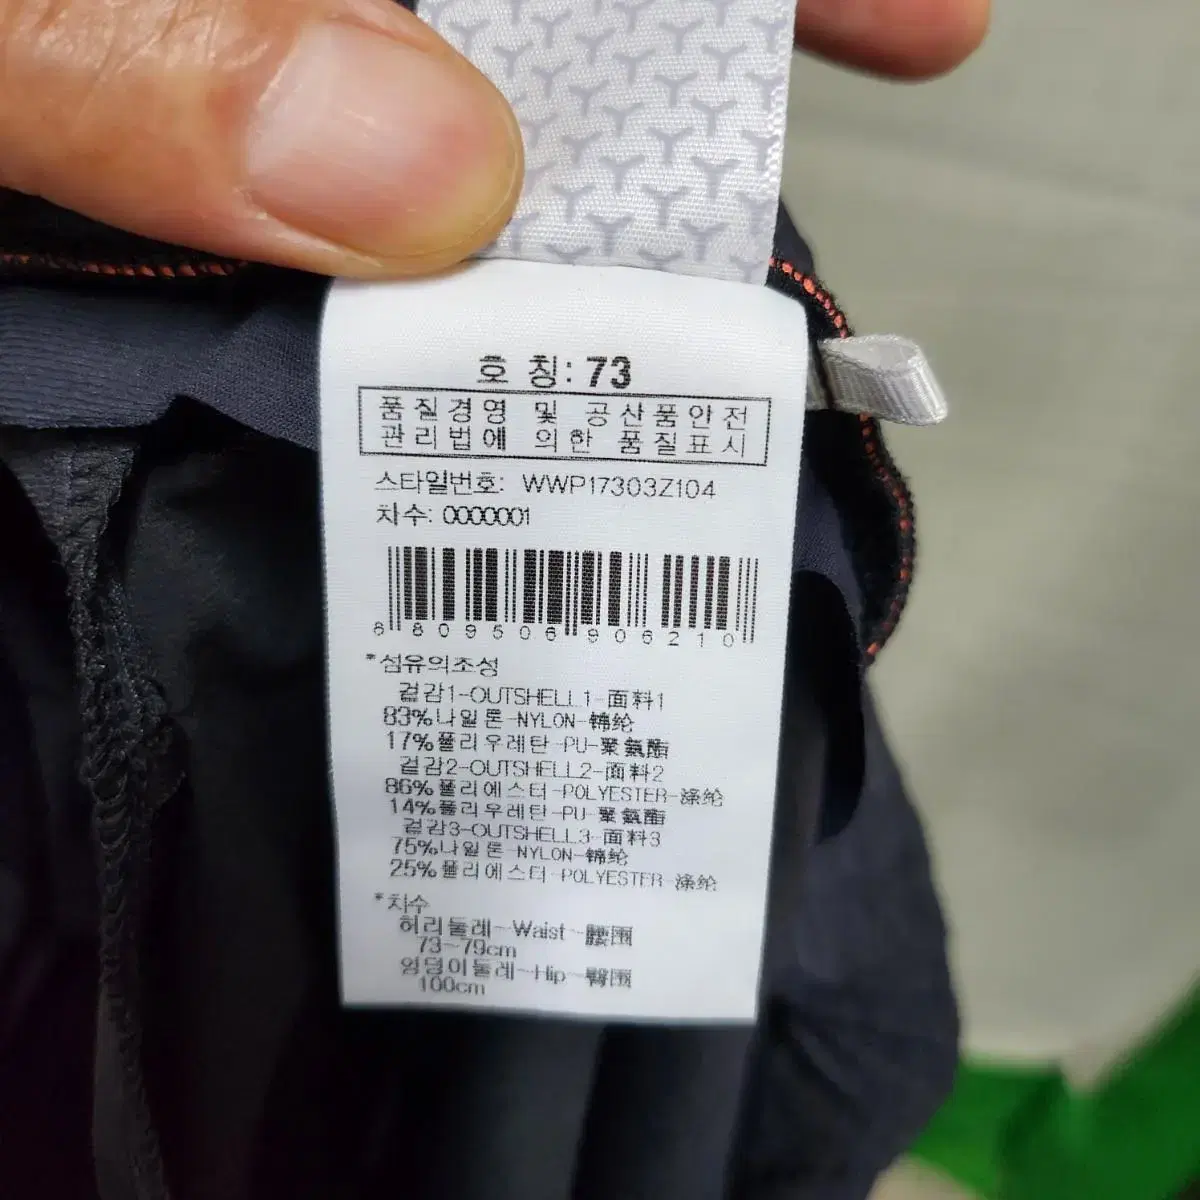 호 칭: 73
품질경영 및 공산품안전
관리법에 의한 품질표시
스타일번호: WWP17303Z104
차수: 0000001
8809506906210
*섬유의조성
겉감1-OUTSHELL1-面料1
83%나일론-NYLON-锦纶
17%폴리우레탄-PU-聚氨酯
겉감2-OUTSHELL2-面料2
86%폴리에스터-POLYESTER-涤纶
14%폴리우레탄-PU-聚氨酯
겉감3-OUTSHELL3-面料3
75%나일론-NYLON-锦纶
25%폴리에스터-POLYESTER-涤纶
*치수
허리둘레-Waist-腰围
73~79cm
엉덩이둘레-Hip-臀围
100cm